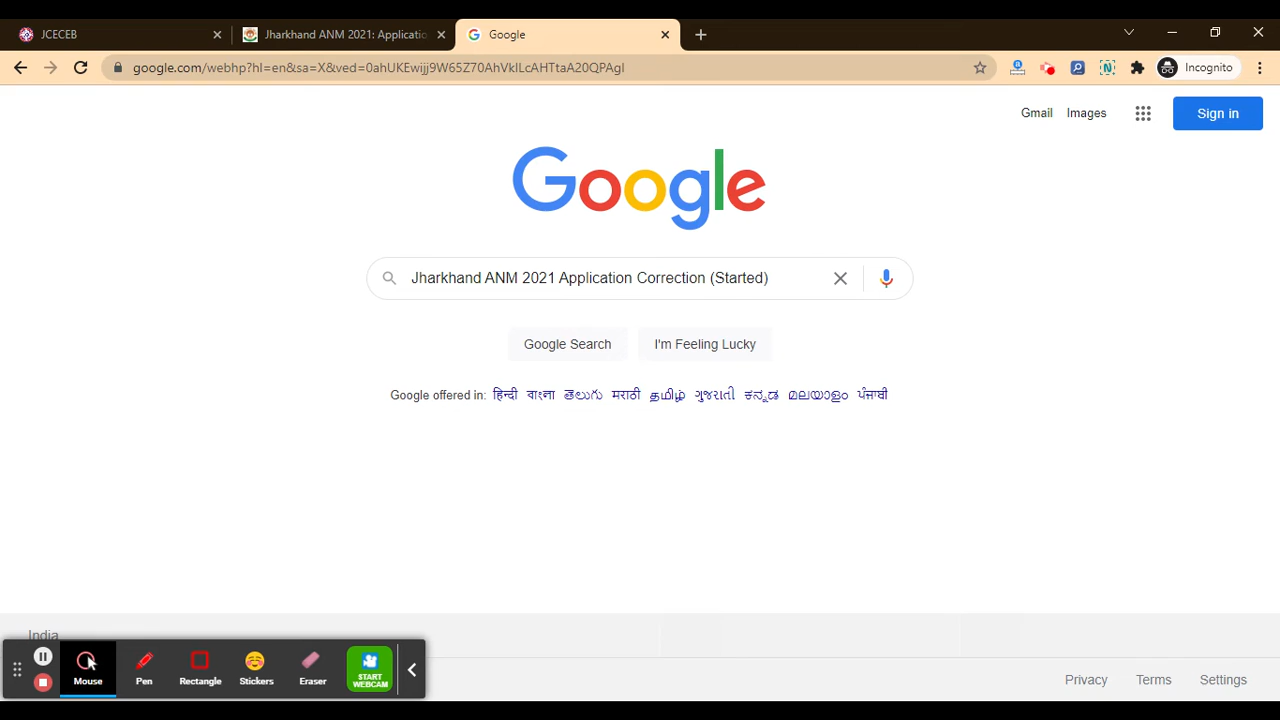 JCECEB
Jharkhand ANM 2021: Applicatio
Google
google.com/webhp?hl=en&sa=X&ved=0ahUKEwijj9W65Z70AhVkILcAHTtaA20QPAgI
Incognito
Gmail Images
Sign in
Google
Jharkhand ANM 2021 Application Correction (Started)
Google Search
I'm Feeling Lucky
Google offered in: हिन्दी বাংলা తెలుగు मराठी தமிழ் ગુજરાતી ಕನ್ನಡ മലയാളം ਪੰਜਾਬੀ
India
Mouse
Pen
Rectangle
Stickers
Eraser
START
WEBCAM
Privacy Terms Settings